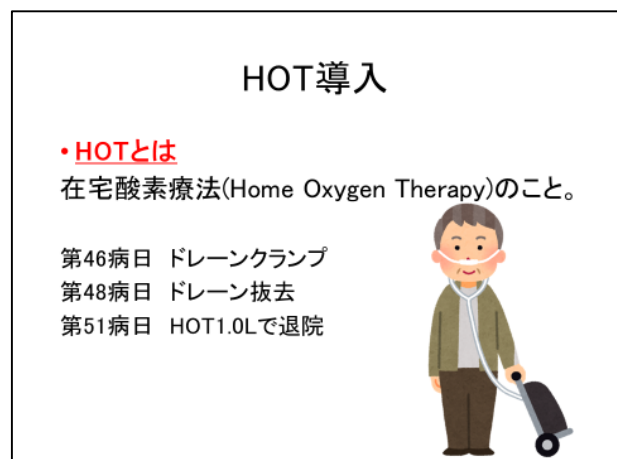 HOT導入
・HOTとは
在宅酸素療法(Home Oxygen Therapy)のこと。
第46病日 ドレーンクランプ
第48病日 ドレーン抜去
第51病日 HOT1.0Lで退院